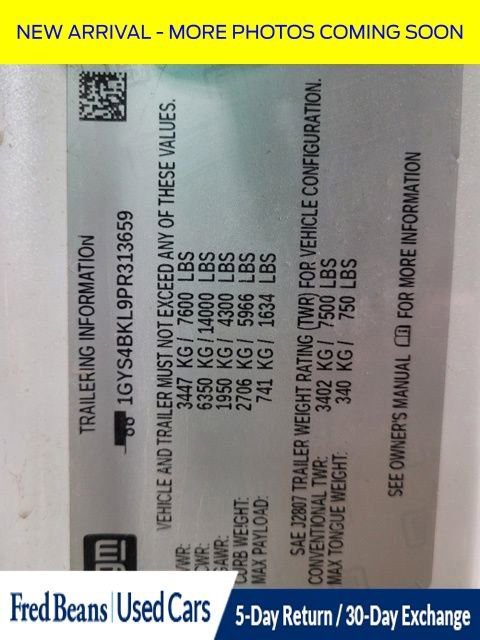 NEW ARRIVAL - MORE PHOTOS COMING SOON
gm
TRAILERING INFORMATION
1GYS4BKL9PR313659
VEHICLE AND TRAILER MUST NOT EXCEED ANY OF THESE VALUES.
VWR: 3447 KG / 7600 LBS
CWR: 6350 KG / 14000 LBS
GAWR: 1950 KG / 4300 LBS
CURB WEIGHT: 2706 KG / 5966 LBS
MAX PAYLOAD: 741 KG / 1634 LBS
SAE J2807 TRAILER WEIGHT RATING (TWR) FOR VEHICLE CONFIGURATION.
CONVENTIONAL TWR: 3402 KG / 7500 LBS
MAX TONGUE WEIGHT: 340 KG / 750 LBS
SEE OWNER'S MANUAL FOR MORE INFORMATION
Fred Beans | Used Cars
5-Day Return / 30-Day Exchange